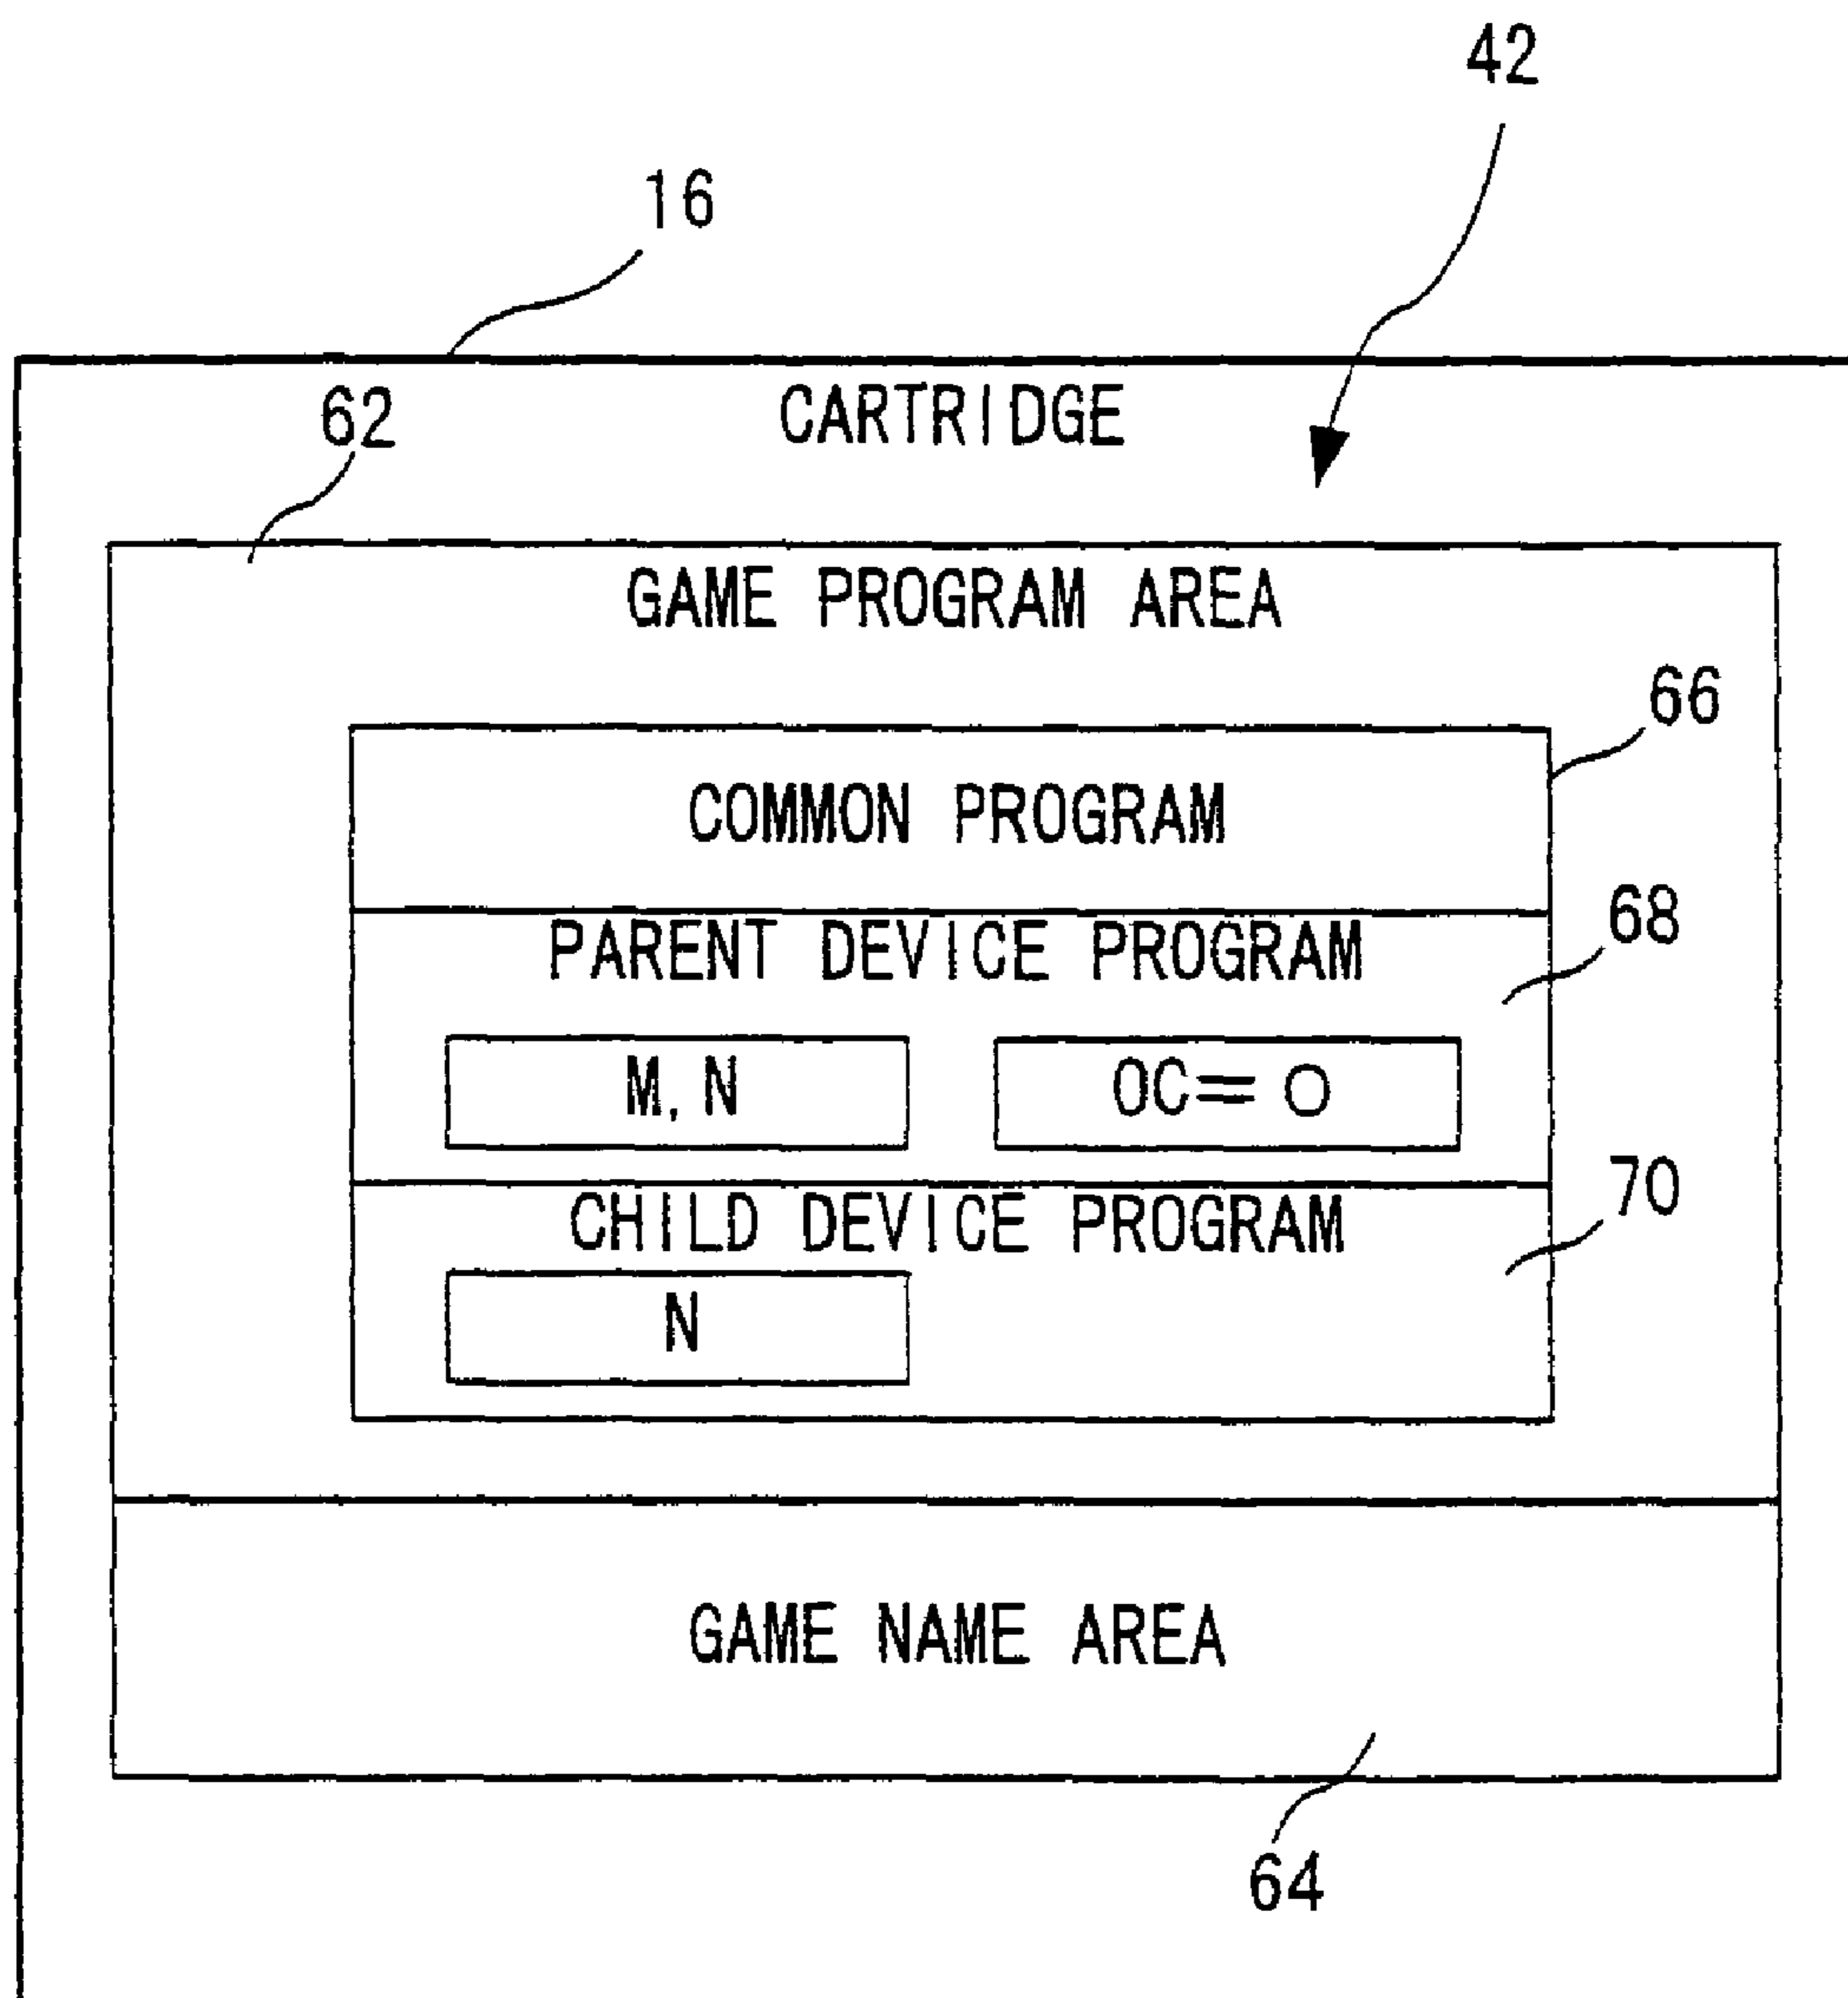 42
16
CARTRIDGE
62
GAME PROGRAM AREA
66
COMMON PROGRAM
68
PARENT DEVICE PROGRAM
M, N
OC= ○
70
CHILD DEVICE PROGRAM
N
GAME NAME AREA
64